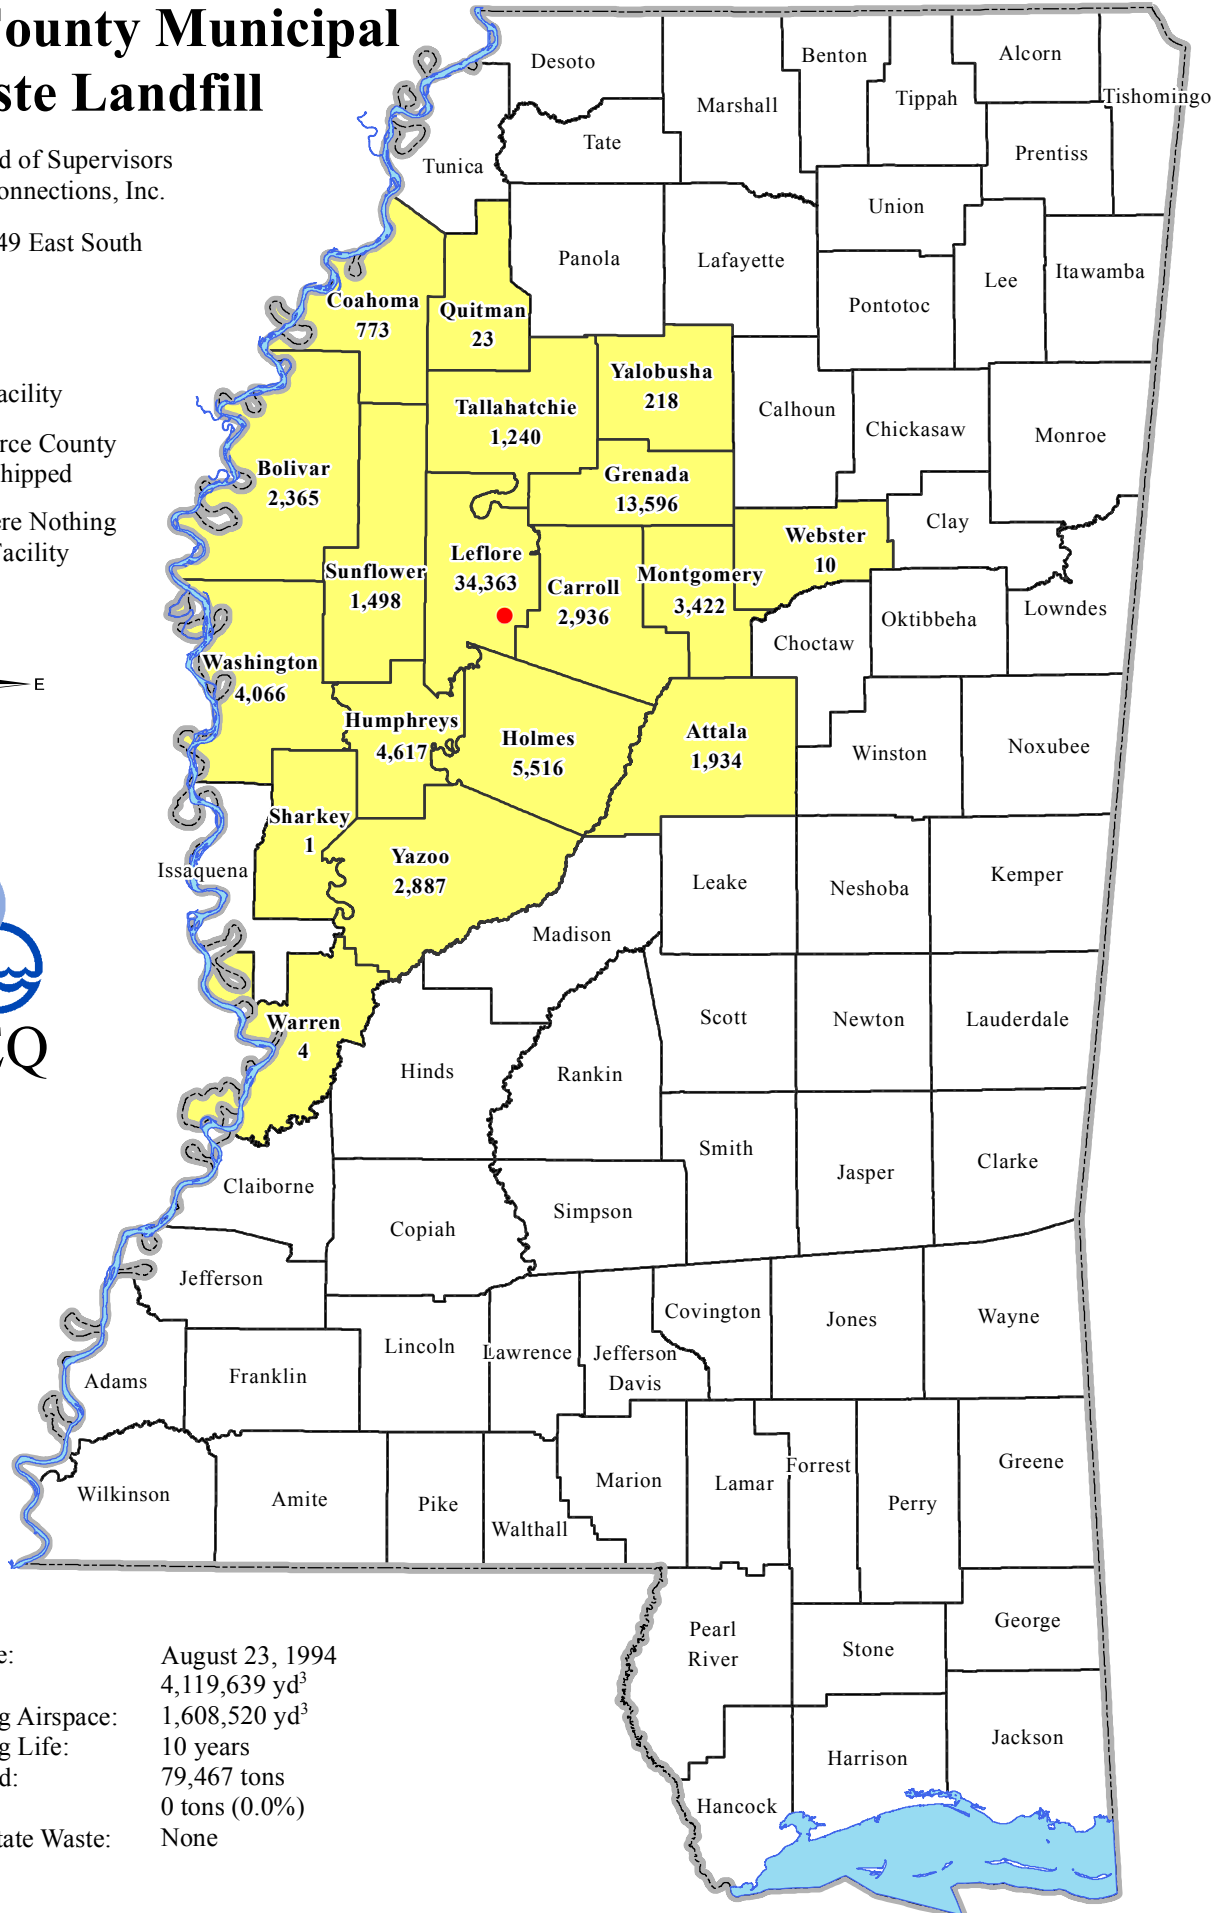 ounty Municipal
ste Landfill
d of Supervisors
onnections, Inc.
49 East South
acility
rce County
hipped
ere Nothing
Facility
E
CQ
Desoto
Marshall
Benton
Tippah
Alcorn
Tishomingo
Tate
Tunica
Prentiss
Union
Panola
Lafayette
Pontotoc
Lee
Itawamba
Coahoma
773
Quitman
23
Yalobusha
218
Tallahatchie
1,240
Calhoun
Chickasaw
Monroe
Bolivar
2,365
Grenada
13,596
Clay
Webster
10
Leflore
34,363
Sunflower
1,498
Carroll
2,936
Montgomery
3,422
Oktibbeha
Lowndes
Choctaw
Washington
4,066
Humphreys
4,617
Holmes
5,516
Attala
1,934
Winston
Noxubee
Sharkey
1
Yazoo
2,887
Issaquena
Leake
Neshoba
Kemper
Madison
Warren
4
Scott
Newton
Lauderdale
Hinds
Rankin
Smith
Jasper
Clarke
Claiborne
Copiah
Simpson
Jefferson
Covington
Jones
Wayne
Lincoln
Lawrence
Jefferson
Davis
Adams
Franklin
Wilkinson
Amite
Pike
Walthall
Marion
Lamar
Forrest
Perry
Greene
Pearl
River
Stone
George
Harrison
Jackson
Hancock
e: August 23, 1994
4,119,639 yd³
g Airspace: 1,608,520 yd³
g Life: 10 years
d: 79,467 tons
0 tons (0.0%)
tate Waste: None